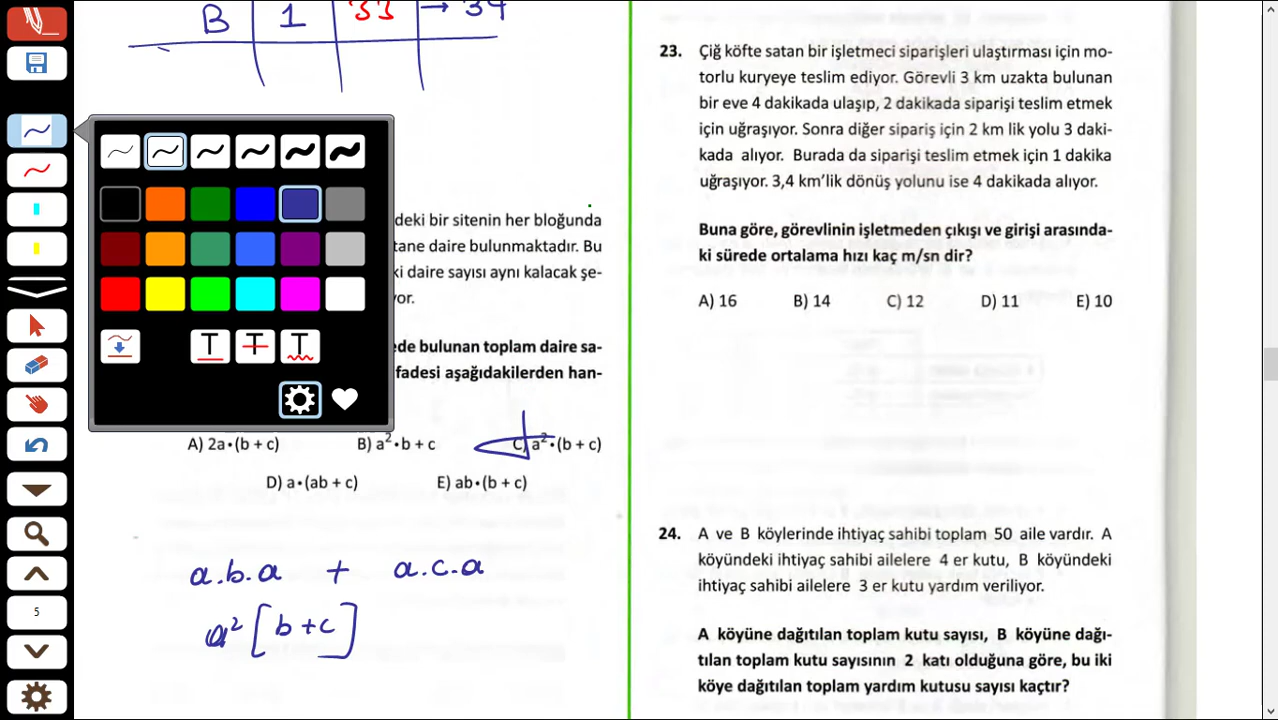 B 1 33 → 34
deki bir sitenin her bloğunda
tane daire bulunmaktadır. Bu
ki daire sayısı aynı kalacak şe-
yor.
ede bulunan toplam daire sa-
fadesi aşağıdakilerden han-
A) 2a•(b + c) B) a²•b + c C) a²•(b + c)
D) a•(ab + c) E) ab•(b + c)
a.b.a + a.c.a
a² [b + c]
23. Çiğ köfte satan bir işletmeci siparişleri ulaştırması için mo-
torlu kuryeye teslim ediyor. Görevli 3 km uzakta bulunan
bir eve 4 dakikada ulaşıp, 2 dakikada siparişi teslim etmek
için uğraşıyor. Sonra diğer sipariş için 2 km lik yolu 3 daki-
kada alıyor. Burada da siparişi teslim etmek için 1 dakika
uğraşıyor. 3,4 km'lik dönüş yolunu ise 4 dakikada alıyor.
Buna göre, görevlinin işletmeden çıkışı ve girişi arasında-
ki sürede ortalama hızı kaç m/sn dir?
A) 16 B) 14 C) 12 D) 11 E) 10
24. A ve B köylerinde ihtiyaç sahibi toplam 50 aile vardır. A
köyündeki ihtiyaç sahibi ailelere 4 er kutu, B köyündeki
ihtiyaç sahibi ailelere 3 er kutu yardım veriliyor.
A köyüne dağıtılan toplam kutu sayısı, B köyüne dağı-
tılan toplam kutu sayısının 2 katı olduğuna göre, bu iki
köye dağıtılan toplam yardım kutusu sayısı kaçtır?
T T T
5